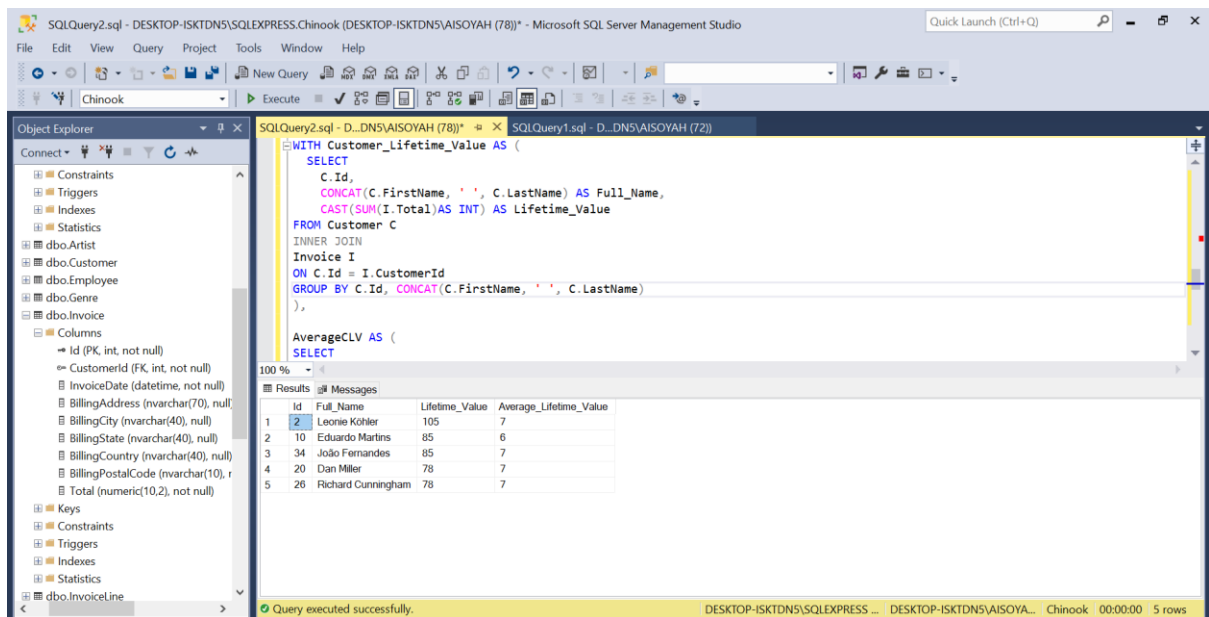 SQLQuery2.sql - DESKTOP-ISKTDN5\SQLEXPRESS.Chinook (DESKTOP-ISKTDN5\AISOYAH (78))* - Microsoft SQL Server Management Studio
Quick Launch (Ctrl+Q)
File Edit View Query Project Tools Window Help
New Query
Chinook
Execute
Object Explorer
SQLQuery2.sql - D...DN5\AISOYAH (78))*
SQLQuery1.sql - D...DN5\AISOYAH (72))
Connect
Constraints
Triggers
Indexes
Statistics
dbo.Artist
dbo.Customer
dbo.Employee
dbo.Genre
dbo.Invoice
Columns
Id (PK, int, not null)
CustomerId (FK, int, not null)
InvoiceDate (datetime, not null)
BillingAddress (nvarchar(70), null)
BillingCity (nvarchar(40), null)
BillingState (nvarchar(40), null)
BillingCountry (nvarchar(40), null)
BillingPostalCode (nvarchar(10), r
Total (numeric(10,2), not null)
Keys
Constraints
Triggers
Indexes
Statistics
dbo.InvoiceLine
WITH Customer_Lifetime_Value AS (
SELECT
C.Id,
CONCAT(C.FirstName, ' ', C.LastName) AS Full_Name,
CAST(SUM(I.Total)AS INT) AS Lifetime_Value
FROM Customer C
INNER JOIN
Invoice I
ON C.Id = I.CustomerId
GROUP BY C.Id, CONCAT(C.FirstName, ' ', C.LastName)
),
AverageCLV AS (
SELECT
100 %
Results Messages
Id Full_Name Lifetime_Value Average_Lifetime_Value
1 2 Leonie Köhler 105 7
2 10 Eduardo Martins 85 6
3 34 João Fernandes 85 7
4 20 Dan Miller 78 7
5 26 Richard Cunningham 78 7
Query executed successfully.
DESKTOP-ISKTDN5\SQLEXPRESS ... DESKTOP-ISKTDN5\AISOYA... Chinook 00:00:00 5 rows